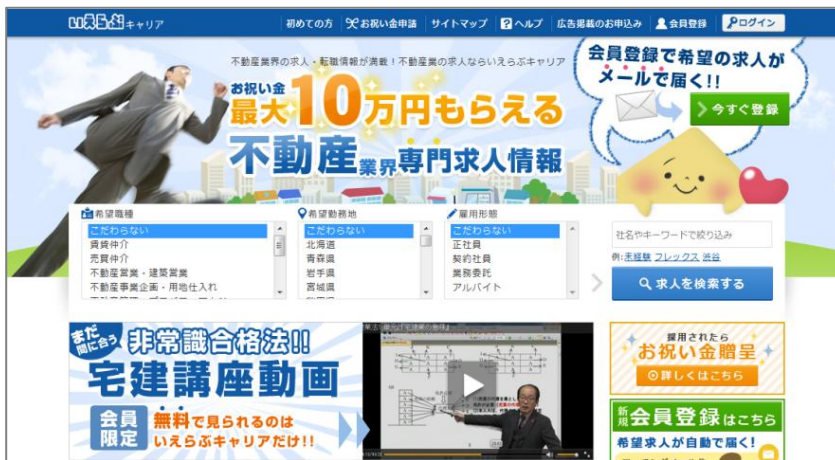 いえらぶキャリア
初めての方 お祝い金申請 サイトマップ ?ヘルプ 広告掲載のお申込み 会員登録 ログイン
不動産業界の求人・転職情報が満載!不動産業の求人ならいえらぶキャリア
お祝い金
最大10万円もらえる
不動産業界専門求人情報
会員登録で希望の求人が
メールで届く!!
今すぐ登録
希望職種
こだわらない
賃貸仲介
売買仲介
不動産営業・建築営業
不動産事業企画・用地仕入れ
希望勤務地
こだわらない
北海道
青森県
岩手県
宮城県
雇用形態
こだわらない
正社員
契約社員
業務委託
アルバイト
社名やキーワードで絞り込み
例:未経験 フレックス 渋谷
求人を検索する
まだ
間に合う
非常識合格法!!
宅建講座動画
会員
限定
無料で見られるのは
いえらぶキャリアだけ!!
採用されたら
お祝い金贈呈
詳しくはこちら
新規会員登録はこちら
希望求人が自動で届く!